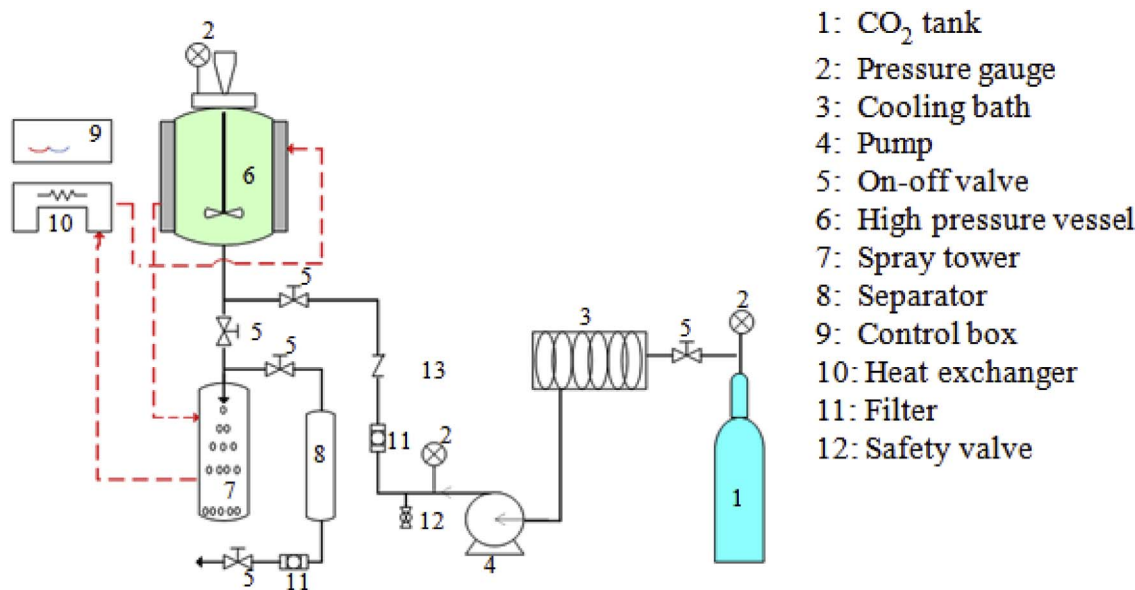 2
9
10
6
5
5
5
7
8
5
11
13
11
2
12
4
3
5
2
1
1: CO₂ tank
2: Pressure gauge
3: Cooling bath
4: Pump
5: On-off valve
6: High pressure vessel
7: Spray tower
8: Separator
9: Control box
10: Heat exchanger
11: Filter
12: Safety valve